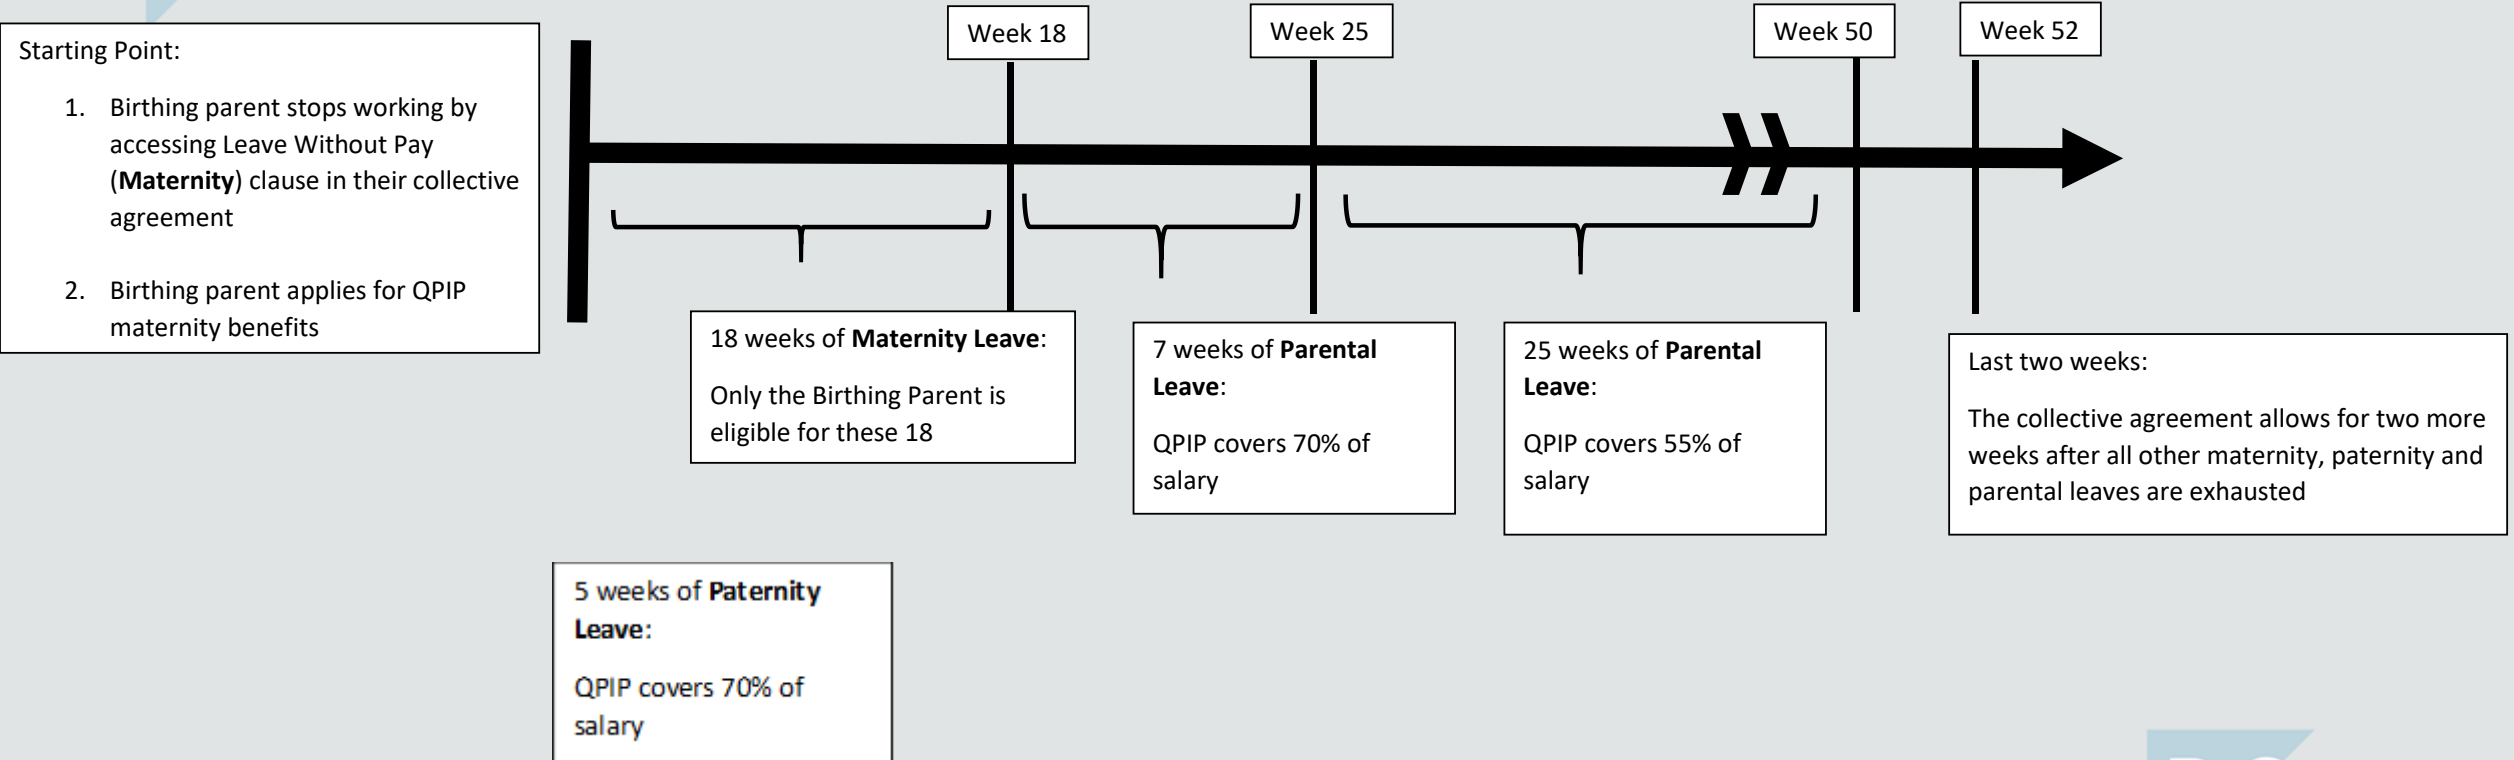 Starting Point:
1. Birthing parent stops working by
accessing Leave Without Pay
(Maternity) clause in their collective
agreement
2. Birthing parent applies for QPIP
maternity benefits
Week 18
Week 25
Week 50
Week 52
18 weeks of Maternity Leave:
Only the Birthing Parent is
eligible for these 18
7 weeks of Parental
Leave:
QPIP covers 70% of
salary
25 weeks of Parental
Leave:
QPIP covers 55% of
salary
Last two weeks:
The collective agreement allows for two more
weeks after all other maternity, paternity and
parental leaves are exhausted
5 weeks of Paternity
Leave:
QPIP covers 70% of
salary